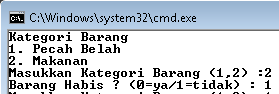 C:\Windows\system32\cmd.exe
Kategori Barang
1. Pecah Belah
2. Makanan
Masukkan Kategori Barang (1,2) :2
Barang Habis ? (0=ya/1=tidak) : 1